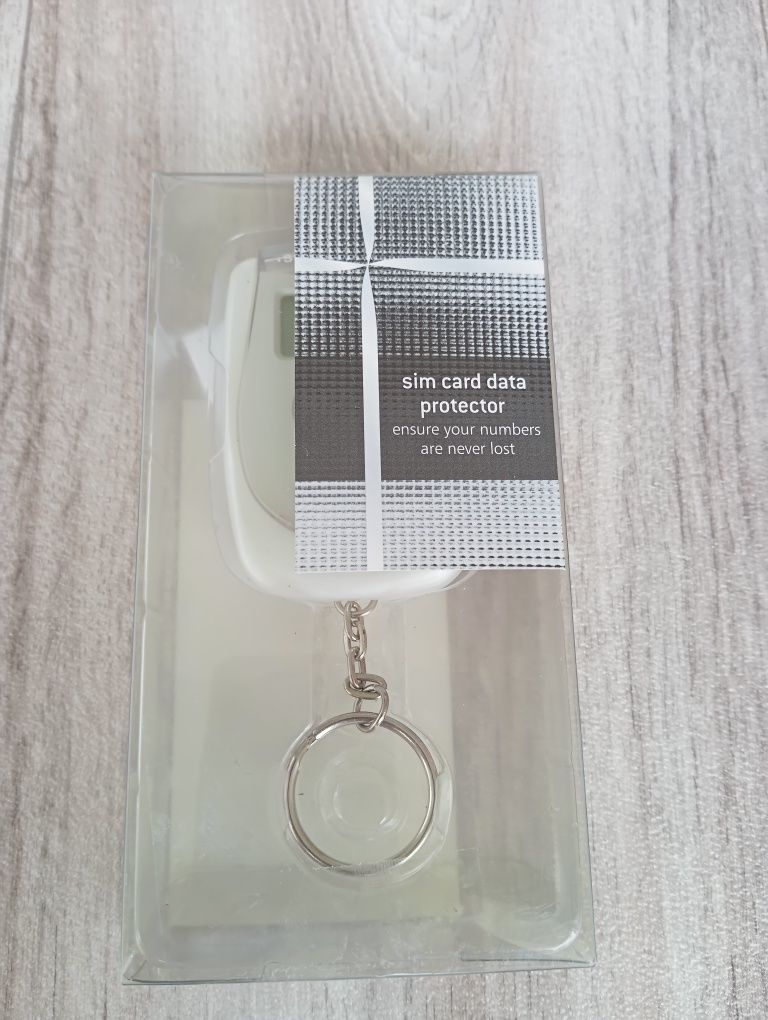 sim card data
protector
ensure your numbers
are never lost